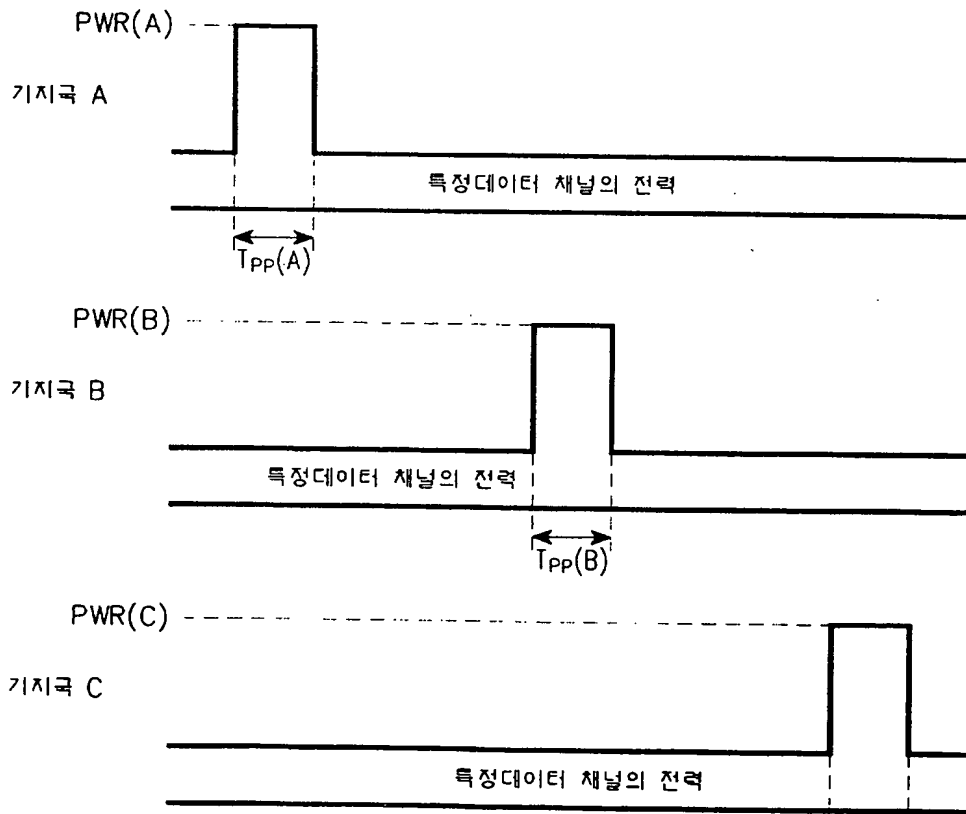 PWR(A)
기지국 A
특정데이터 채널의 전력
TPP(A)
PWR(B)
기지국 B
특정데이터 채널의 전력
TPP(B)
PWR(C)
기지국 C
특정데이터 채널의 전력